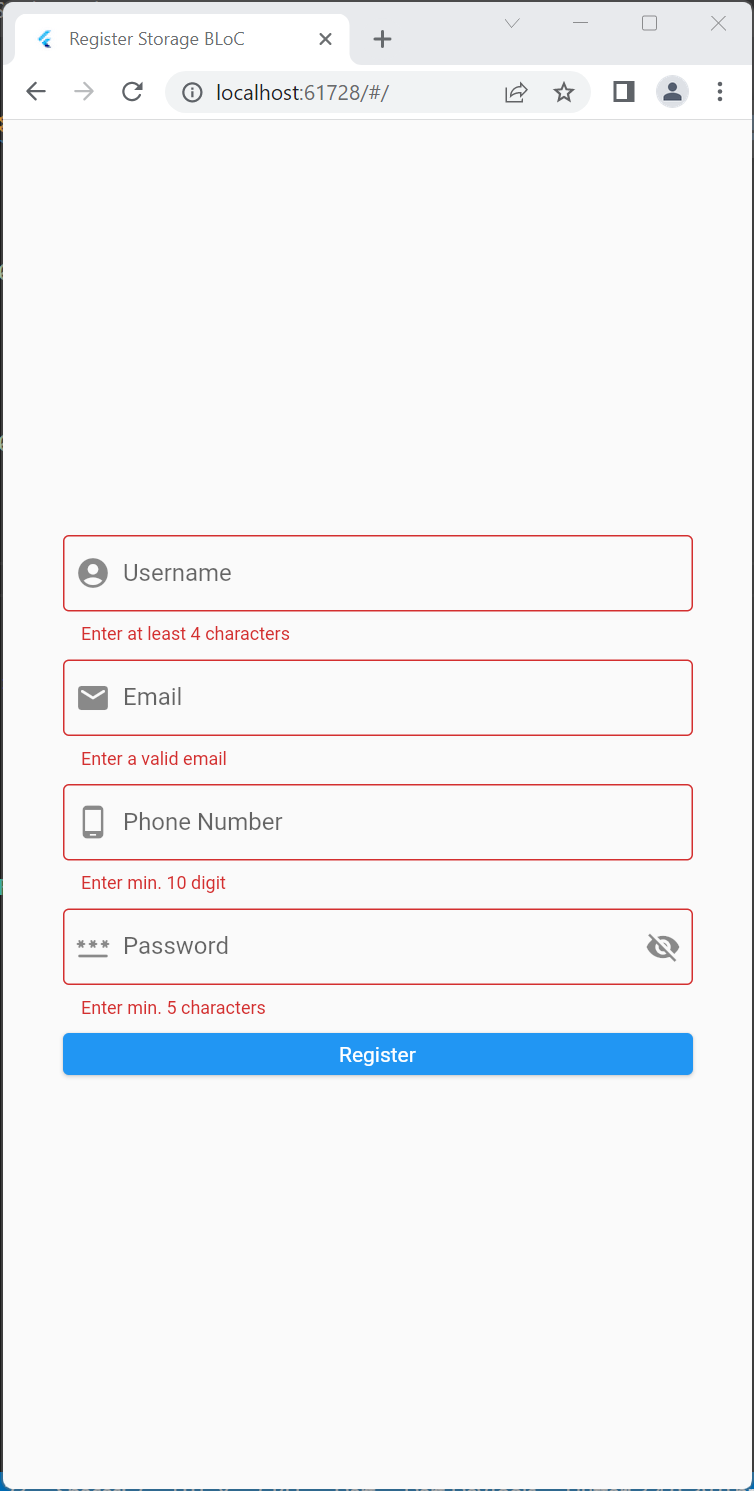 Register Storage BLoC
localhost:61728/#/
Username
Enter at least 4 characters
Email
Enter a valid email
Phone Number
Enter min. 10 digit
*** Password
Enter min. 5 characters
Register